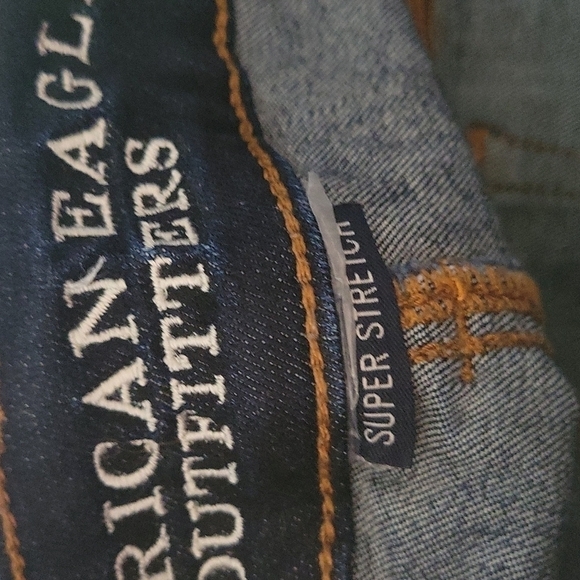 RICAN EAGL
OUTFITTERS
SUPER STRETCH